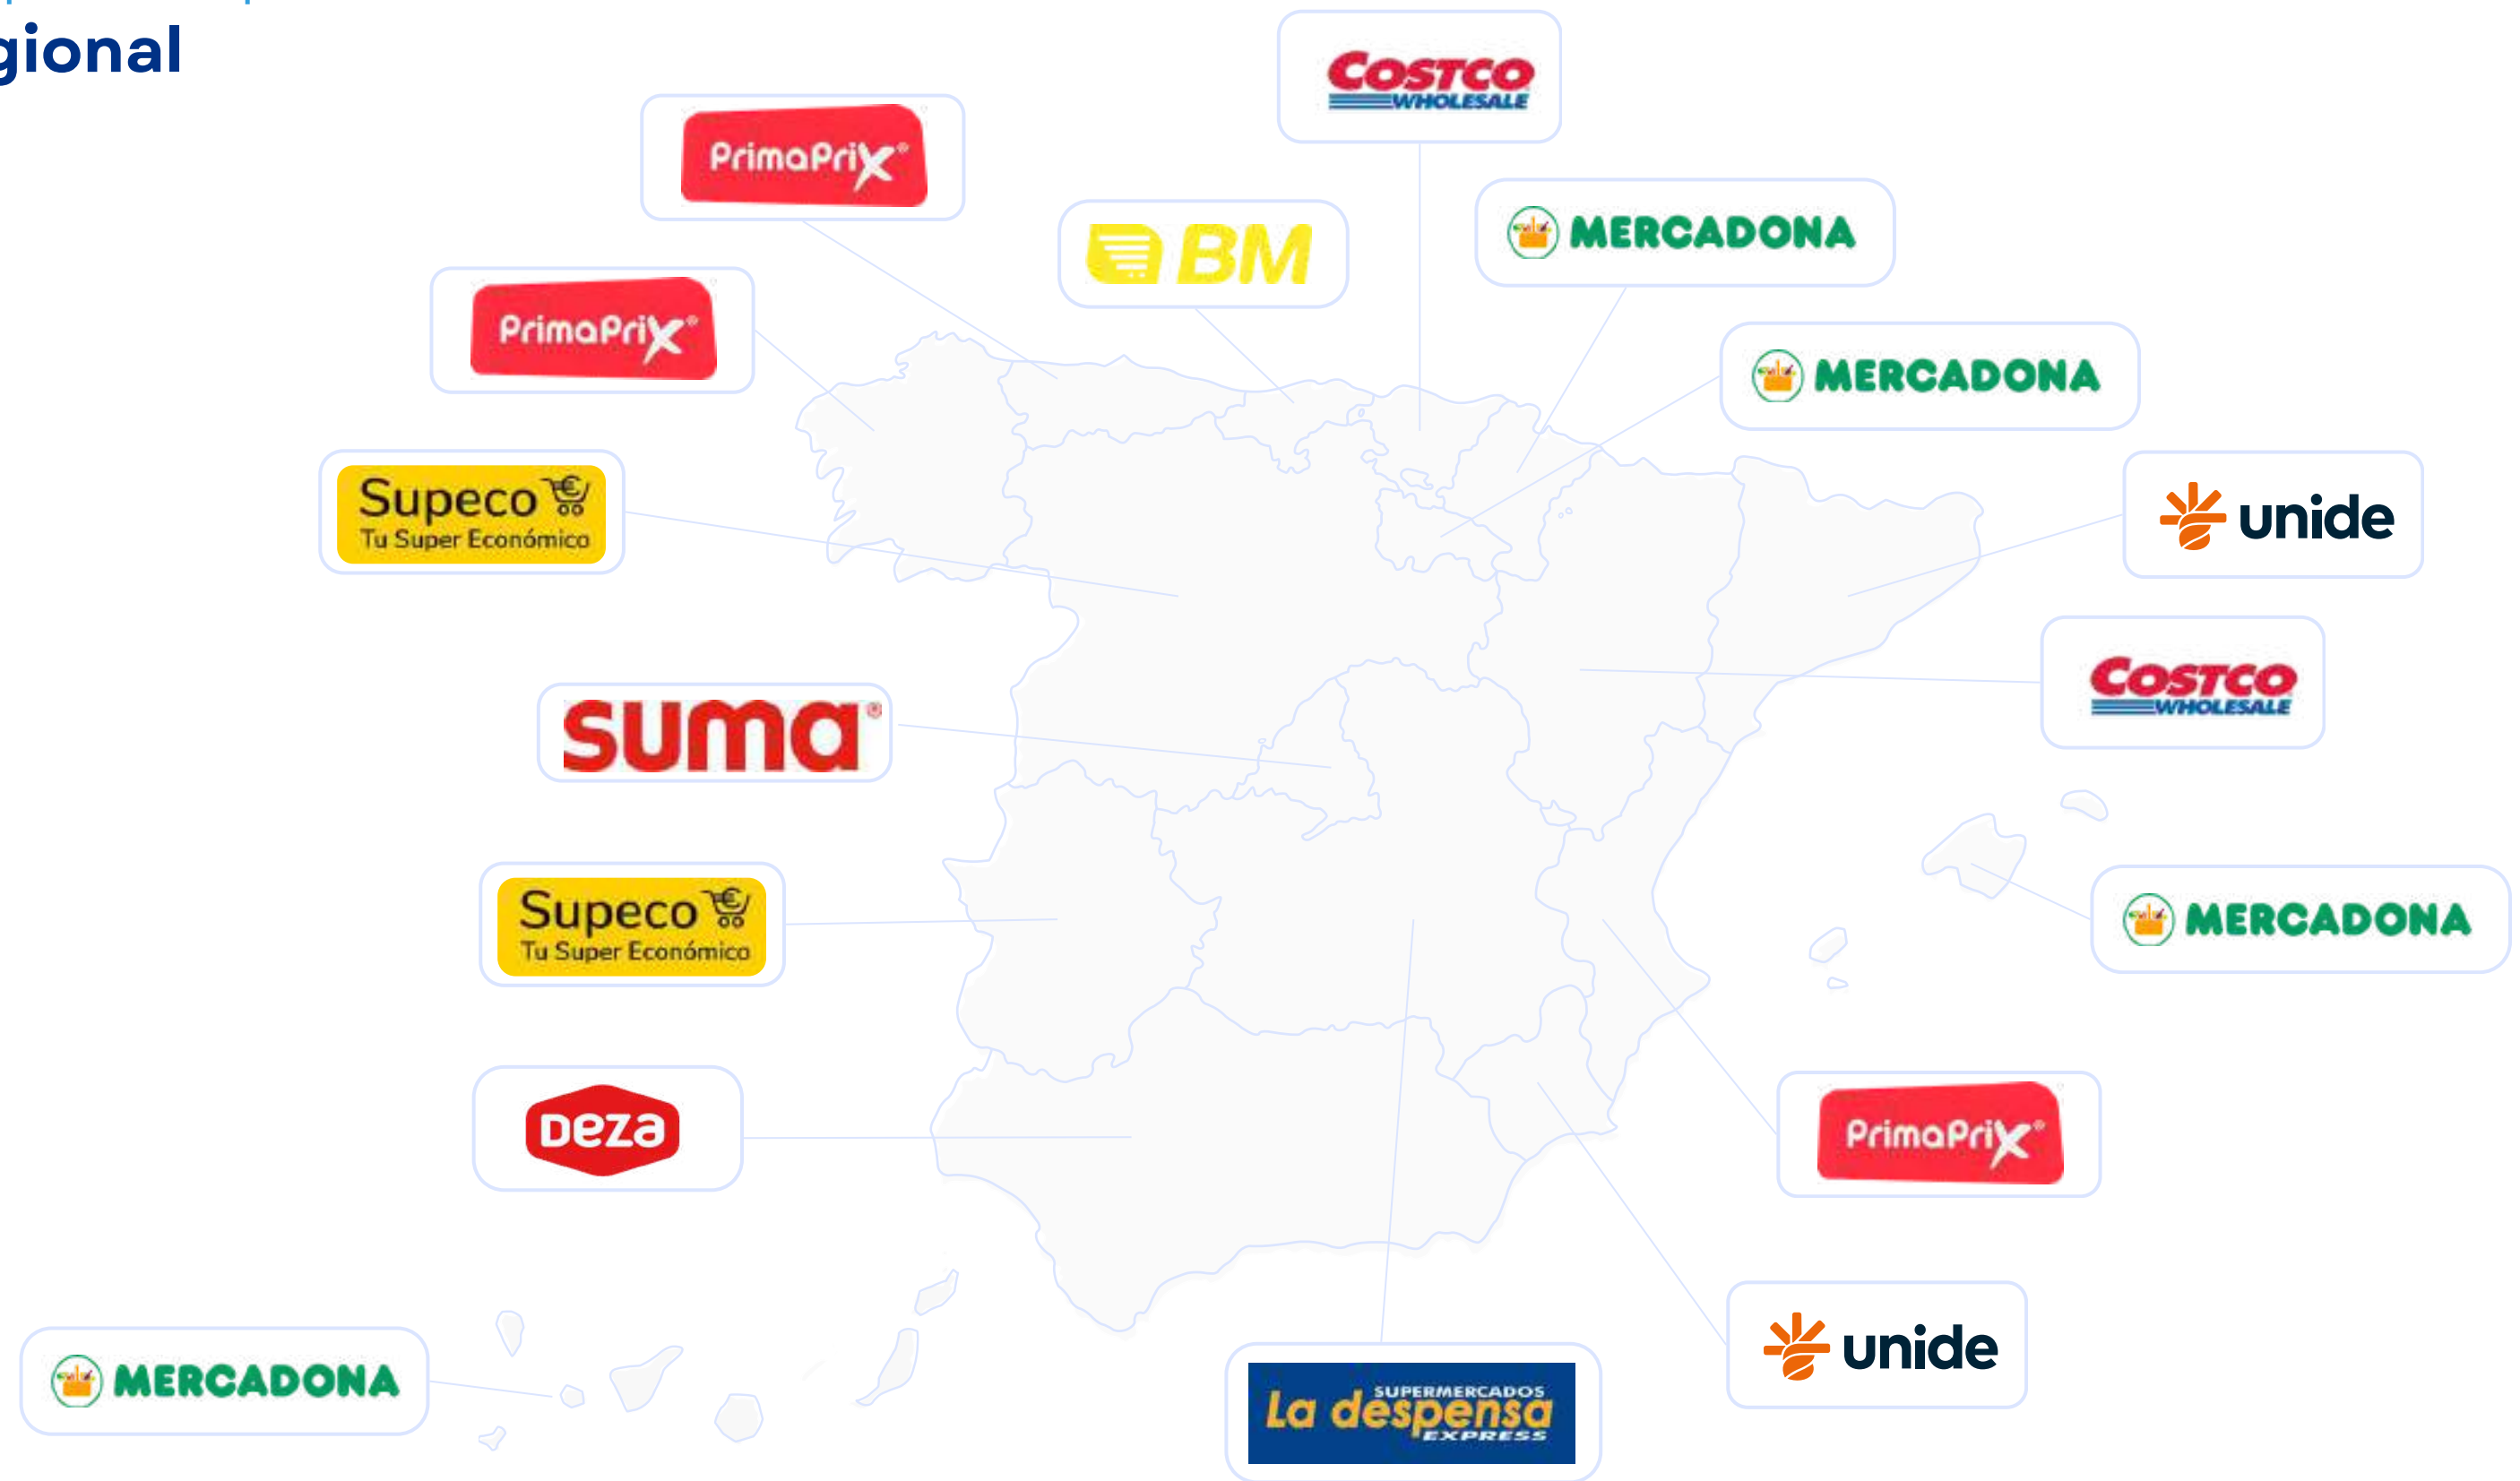 gional
COSTCO
WHOLESALE
PrimaPrix®
BM
MERCADONA
PrimaPrix®
MERCADONA
Supeco
Tu Super Económico
unide
COSTCO
WHOLESALE
suma®
Supeco
Tu Super Económico
MERCADONA
Deza
PrimaPrix®
unide
MERCADONA
SUPERMERCADOS
La despensa
EXPRESS